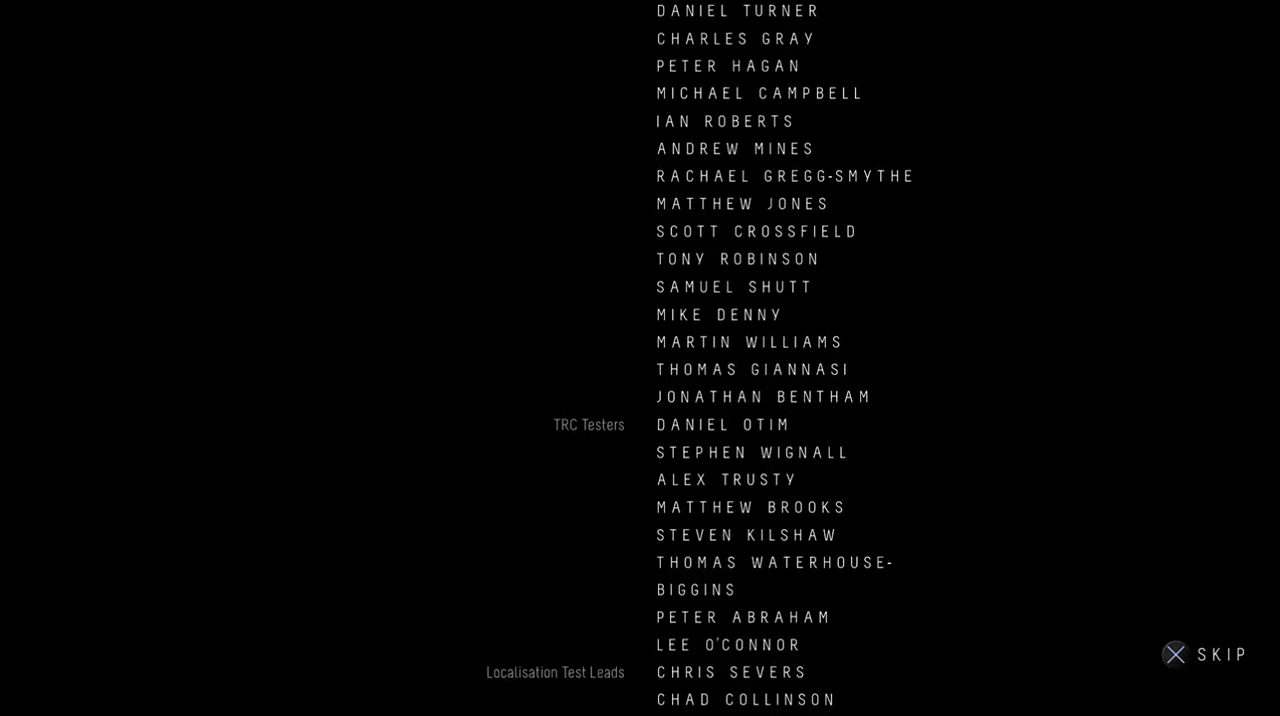 DANIEL TURNER
CHARLES GRAY
PETER HAGAN
MICHAEL CAMPBELL
IAN ROBERTS
ANDREW MINES
RACHAEL GREGG-SMYTHE
MATTHEW JONES
SCOTT CROSSFIELD
TONY ROBINSON
SAMUEL SHUTT
MIKE DENNY
MARTIN WILLIAMS
THOMAS GIANNASI
JONATHAN BENTHAM
TRC Testers DANIEL OTIM
STEPHEN WIGNALL
ALEX TRUSTY
MATTHEW BROOKS
STEVEN KILSHAW
THOMAS WATERHOUSE-
BIGGINS
PETER ABRAHAM
LEE O'CONNOR
SKIP
Localisation Test Leads CHRIS SEVERS
CHAD COLLINSON